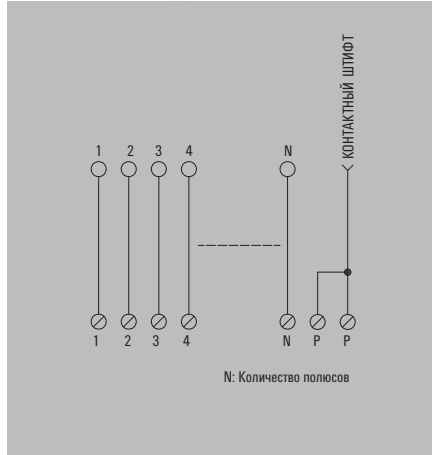 КОНТАКТНЫЙ ШТИФТ
1 2 3 4 N
1 2 3 4 N P P
N: Количество полюсов